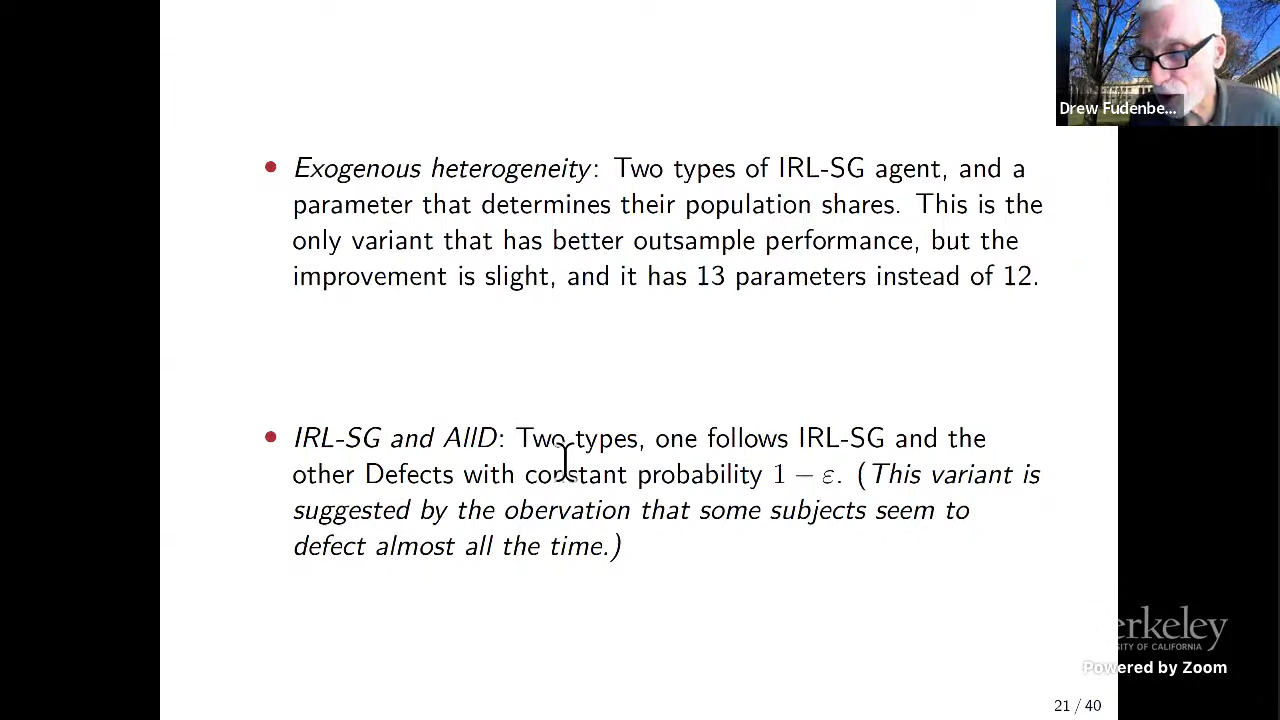 Drew Fudenbe...
• Exogenous heterogeneity: Two types of IRL-SG agent, and a
parameter that determines their population shares. This is the
only variant that has better outsample performance, but the
improvement is slight, and it has 13 parameters instead of 12.
• IRL-SG and AllD: Two types, one follows IRL-SG and the
other Defects with constant probability 1 − ε. (This variant is
suggested by the obervation that some subjects seem to
defect almost all the time.)
erkeley
SITY OF CALIFORNIA
Powered by Zoom
21 / 40